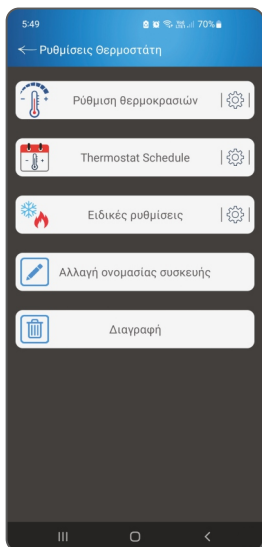 5:49 70%
Ρυθμίσεις Θερμοστάτη
Ρύθμιση θερμοκρασιών
Thermostat Schedule
Ειδικές ρυθμίσεις
Αλλαγή ονομασίας συσκευής
Διαγραφή